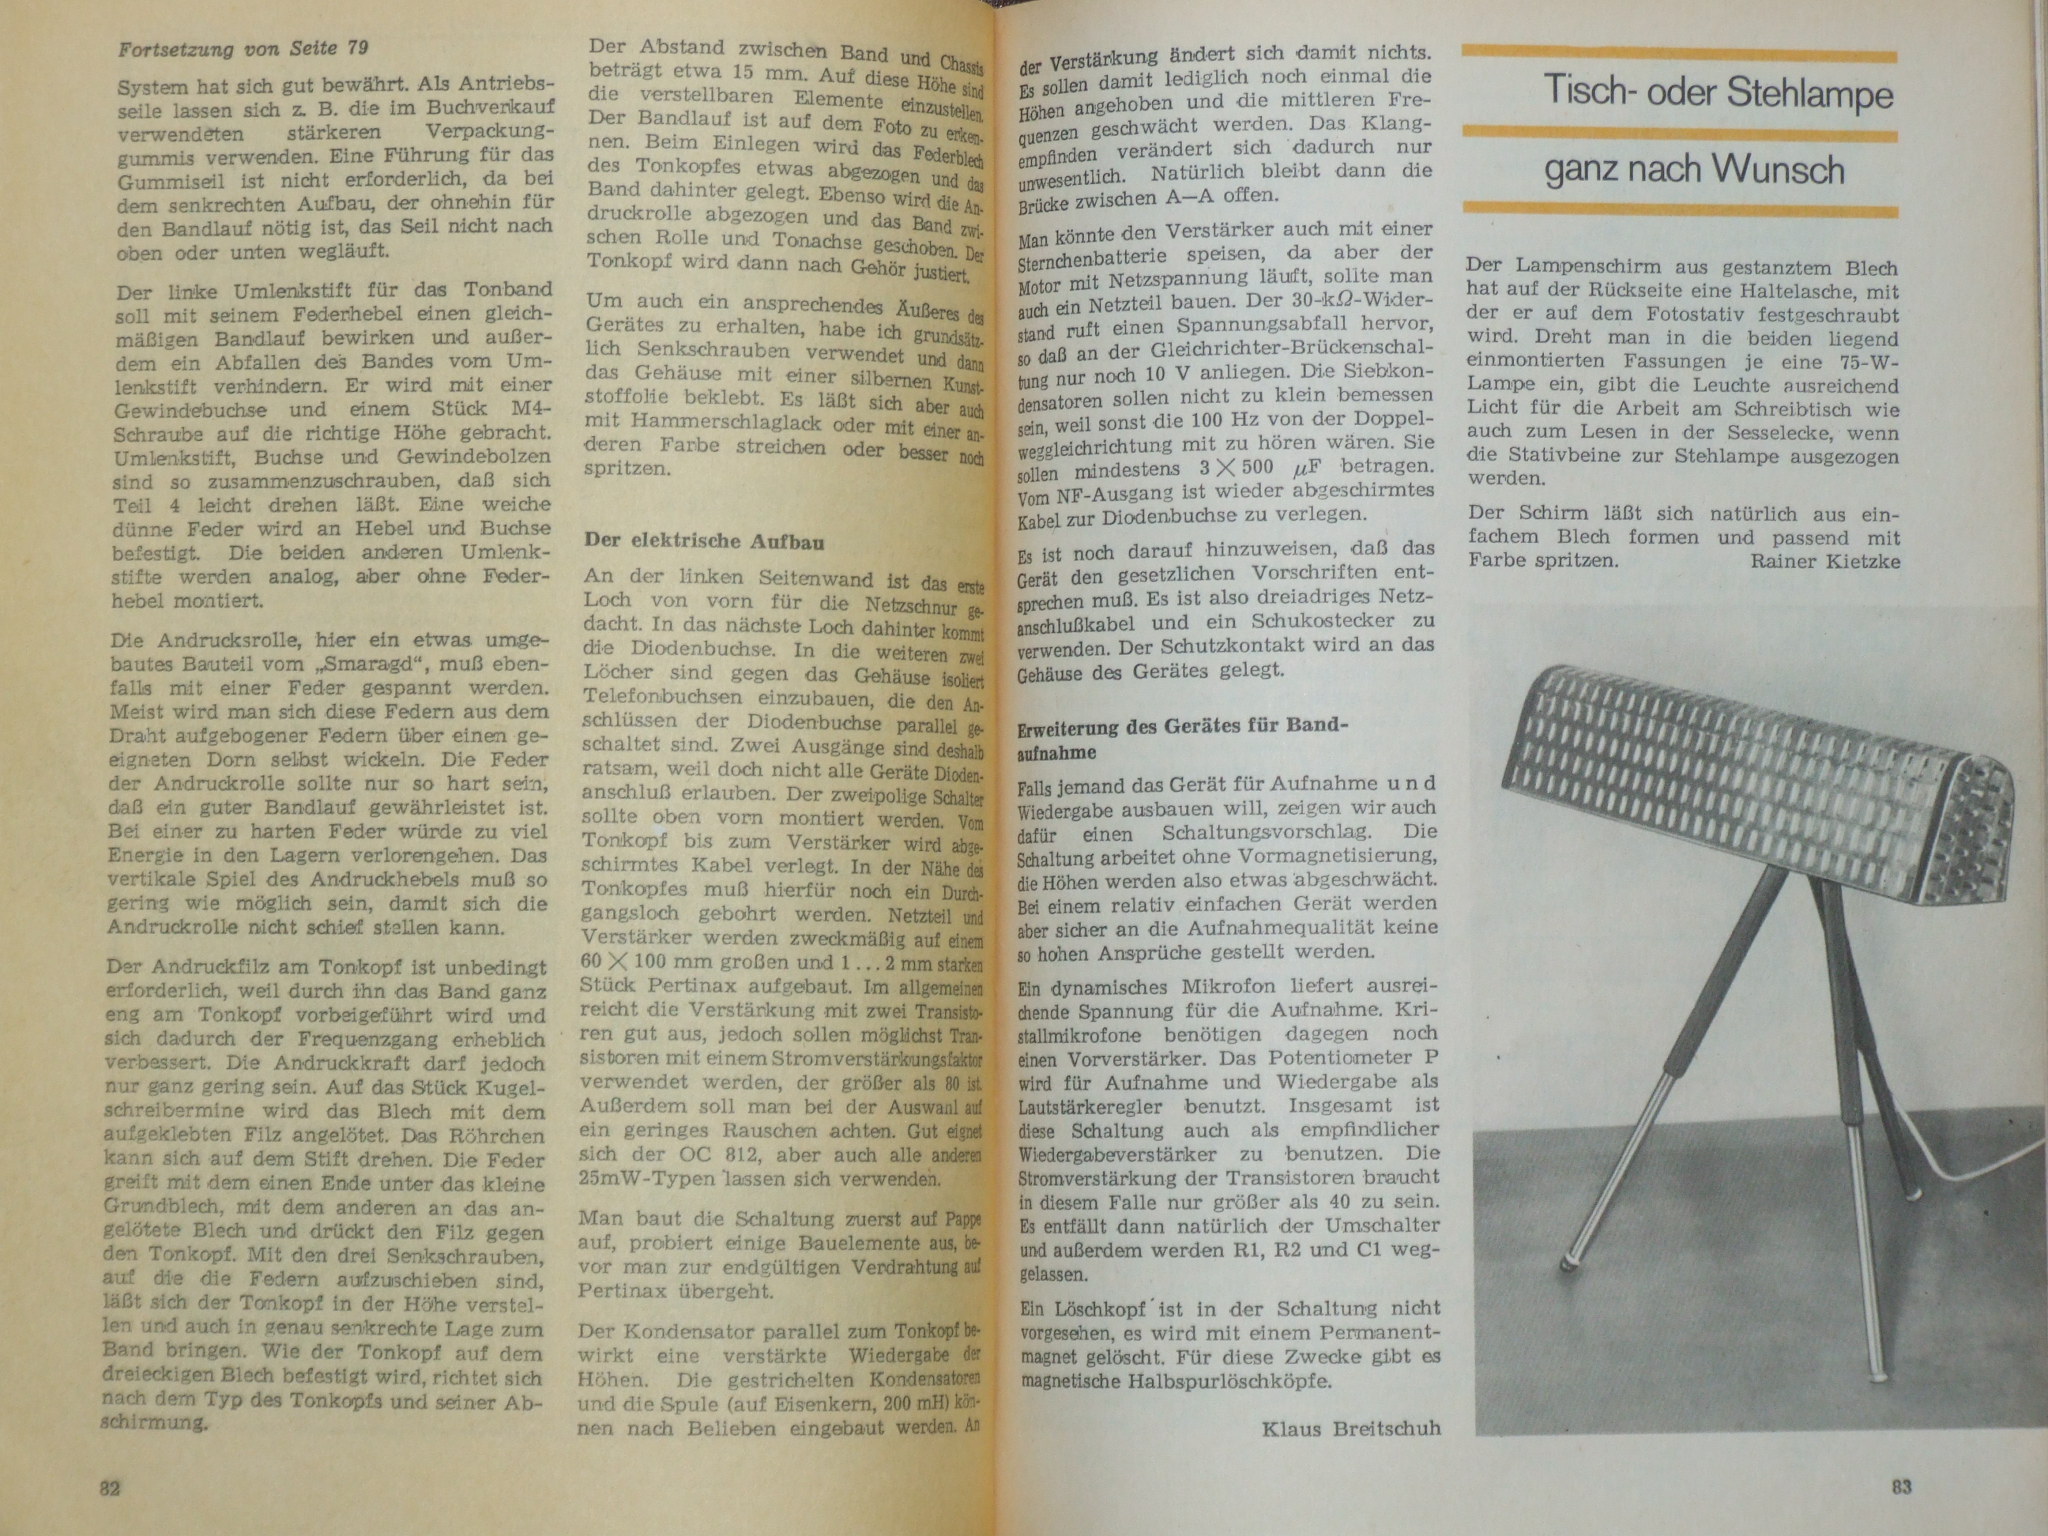 Fortsetzung von Seite 79
System hat sich gut bewährt. Als Antriebs-
seile lassen sich z. B. die im Buchverkauf
verwendeten stärkeren Verpackung-
gummis verwenden. Eine Führung für das
Gummiseil ist nicht erforderlich, da bei
dem senkrechten Aufbau, der ohnehin für
den Bandlauf nötig ist, das Seil nicht nach
oben oder unten wegläuft.
Der linke Umlenkstift für das Tonband
soll mit seinem Federhebel einen gleich-
mäßigen Bandlauf bewirken und außer-
dem ein Abfallen des Bandes vom Um-
lenkstift verhindern. Er wird mit einer
Gewindebuchse und einem Stück M4-
Schraube auf die richtige Höhe gebracht.
Umlenkstift, Buchse und Gewindebolzen
sind so zusammenzuschrauben, daß sich
Teil 4 leicht drehen läßt. Eine weiche
dünne Feder wird an Hebel und Buchse
befestigt. Die beiden anderen Umlenk-
stifte werden analog, aber ohne Feder-
hebel montiert.
Die Andrucksrolle, hier ein etwas umge-
bautes Bauteil vom „Smaragd“, muß eben-
falls mit einer Feder gespannt werden.
Meist wird man sich diese Federn aus dem
Draht aufgebogener Federn über einen ge-
eigneten Dorn selbst wickeln. Die Feder
der Andruckrolle sollte nur so hart sein,
daß ein guter Bandlauf gewährleistet ist.
Bei einer zu harten Feder würde zu viel
Energie in den Lagern verlorengehen. Das
vertikale Spiel des Andruckhebels muß so
gering wie möglich sein, damit sich die
Andruckrolle nicht schief stellen kann.
Der Andruckfilz am Tonkopf ist unbedingt
erforderlich, weil durch ihn das Band ganz
eng am Tonkopf vorbeigeführt wird und
sich dadurch der Frequenzgang erheblich
verbessert. Die Andruckkraft darf jedoch
nur ganz gering sein. Auf das Stück Kugel-
schreibermine wird das Blech mit dem
aufgeklebten Filz angelötet. Das Röhrchen
kann sich auf dem Stift drehen. Die Feder
greift mit dem einen Ende unter das kleine
Grundblech, mit dem anderen an das an-
gelötete Blech und drückt den Filz gegen
den Tonkopf. Mit den drei Senkschrauben,
auf die die Federn aufzuschieben sind,
läßt sich der Tonkopf in der Höhe verstel-
len und auch in genau senkrechte Lage zum
Band bringen. Wie der Tonkopf auf dem
dreieckigen Blech befestigt wird, richtet sich
nach dem Typ des Tonkopfs und seiner Ab-
schirmung.
82
Der Abstand zwischen Band und Chassis
beträgt etwa 15 mm. Auf diese Höhe sind
die verstellbaren Elemente einzustellen.
Der Bandlauf ist auf dem Foto zu erken-
nen. Beim Einlegen wird das Federblech
des Tonkopfes etwas abgezogen und das
Band dahinter gelegt. Ebenso wird die An-
druckrolle abgezogen und das Band zwi-
schen Rolle und Tonachse geschoben. Der
Tonkopf wird dann nach Gehör justiert.
Um auch ein ansprechendes Äußeres des
Gerätes zu erhalten, habe ich grundsätz-
lich Senkschrauben verwendet und dann
das Gehäuse mit einer silbernen Kunst-
stoffolie beklebt. Es läßt sich aber auch
mit Hammerschlaglack oder mit einer an-
deren Farbe streichen oder besser noch
spritzen.
Der elektrische Aufbau
An der linken Seitenwand ist das erste
Loch von vorn für die Netzschnur ge-
dacht. In das nächste Loch dahinter kommt
die Diodenbuchse. In die weiteren zwei
Löcher sind gegen das Gehäuse isoliert
Telefonbuchsen einzubauen, die den An-
schlüssen der Diodenbuchse parallel ge-
schaltet sind. Zwei Ausgänge sind deshalb
ratsam, weil doch nicht alle Geräte Dioden-
anschluß erlauben. Der zweipolige Schalter
sollte oben vorn montiert werden. Vom
Tonkopf bis zum Verstärker wird abge-
schirmtes Kabel verlegt. In der Nähe des
Tonkopfes muß hierfür noch ein Durch-
gangsloch gebohrt werden. Netzteil und
Verstärker werden zweckmäßig auf einem
60 × 100 mm großen und 1 ... 2 mm starken
Stück Pertinax aufgebaut. Im allgemeinen
reicht die Verstärkung mit zwei Transisto-
ren gut aus, jedoch sollen möglichst Tran-
sistoren mit einem Stromverstärkungsfaktor
verwendet werden, der größer als 80 ist.
Außerdem soll man bei der Auswahl auf
ein geringes Rauschen achten. Gut eignet
sich der OC 812, aber auch alle anderen
25mW-Typen lassen sich verwenden.
Man baut die Schaltung zuerst auf Pappe
auf, probiert einige Bauelemente aus, be-
vor man zur endgültigen Verdrahtung auf
Pertinax übergeht.
Der Kondensator parallel zum Tonkopf be-
wirkt eine verstärkte Wiedergabe der
Höhen. Die gestrichelten Kondensatoren
und die Spule (auf Eisenkern, 200 mH) kön-
nen nach Belieben eingebaut werden. An
der Verstärkung ändert sich damit nichts.
Es sollen damit lediglich noch einmal die
Höhen angehoben und die mittleren Fre-
quenzen geschwächt werden. Das Klang-
empfinden verändert sich dadurch nur
unwesentlich. Natürlich bleibt dann die
Brücke zwischen A—A offen.
Man könnte den Verstärker auch mit einer
Sternchenbatterie speisen, da aber der
Motor mit Netzspannung läuft, sollte man
auch ein Netzteil bauen. Der 30-kΩ-Wider-
stand ruft einen Spannungsabfall hervor,
so daß an der Gleichrichter-Brückenschal-
tung nur noch 10 V anliegen. Die Siebkon-
densatoren sollen nicht zu klein bemessen
sein, weil sonst die 100 Hz von der Doppel-
weggleichrichtung mit zu hören wären. Sie
sollen mindestens 3 × 500 μF betragen.
Vom NF-Ausgang ist wieder abgeschirmtes
Kabel zur Diodenbuchse zu verlegen.
Es ist noch darauf hinzuweisen, daß das
Gerät den gesetzlichen Vorschriften ent-
sprechen muß. Es ist also dreiadriges Netz-
anschlußkabel und ein Schukostecker zu
verwenden. Der Schutzkontakt wird an das
Gehäuse des Gerätes gelegt.
Erweiterung des Gerätes für Band-
aufnahme
Falls jemand das Gerät für Aufnahme u n d
Wiedergabe ausbauen will, zeigen wir auch
dafür einen Schaltungsvorschlag. Die
Schaltung arbeitet ohne Vormagnetisierung,
die Höhen werden also etwas abgeschwächt.
Bei einem relativ einfachen Gerät werden
aber sicher an die Aufnahmequalität keine
so hohen Ansprüche gestellt werden.
Ein dynamisches Mikrofon liefert ausrei-
chende Spannung für die Aufnahme. Kri-
stallmikrofone benötigen dagegen noch
einen Vorverstärker. Das Potentiometer P
wird für Aufnahme und Wiedergabe als
Lautstärkeregler benutzt. Insgesamt ist
diese Schaltung auch als empfindlicher
Wiedergabeverstärker zu benutzen. Die
Stromverstärkung der Transistoren braucht
in diesem Falle nur größer als 40 zu sein.
Es entfällt dann natürlich der Umschalter
und außerdem werden R1, R2 und C1 weg-
gelassen.
Ein Löschkopf ist in der Schaltung nicht
vorgesehen, es wird mit einem Permanent-
magnet gelöscht. Für diese Zwecke gibt es
magnetische Halbspurlöschköpfe.
Klaus Breitschuh
Tisch- oder Stehlampe
ganz nach Wunsch
Der Lampenschirm aus gestanztem Blech
hat auf der Rückseite eine Haltelasche, mit
der er auf dem Fotostativ festgeschraubt
wird. Dreht man in die beiden liegend
einmontierten Fassungen je eine 75-W-
Lampe ein, gibt die Leuchte ausreichend
Licht für die Arbeit am Schreibtisch wie
auch zum Lesen in der Sesselecke, wenn
die Stativbeine zur Stehlampe ausgezogen
werden.
Der Schirm läßt sich natürlich aus ein-
fachem Blech formen und passend mit
Farbe spritzen. Rainer Kietzke
83